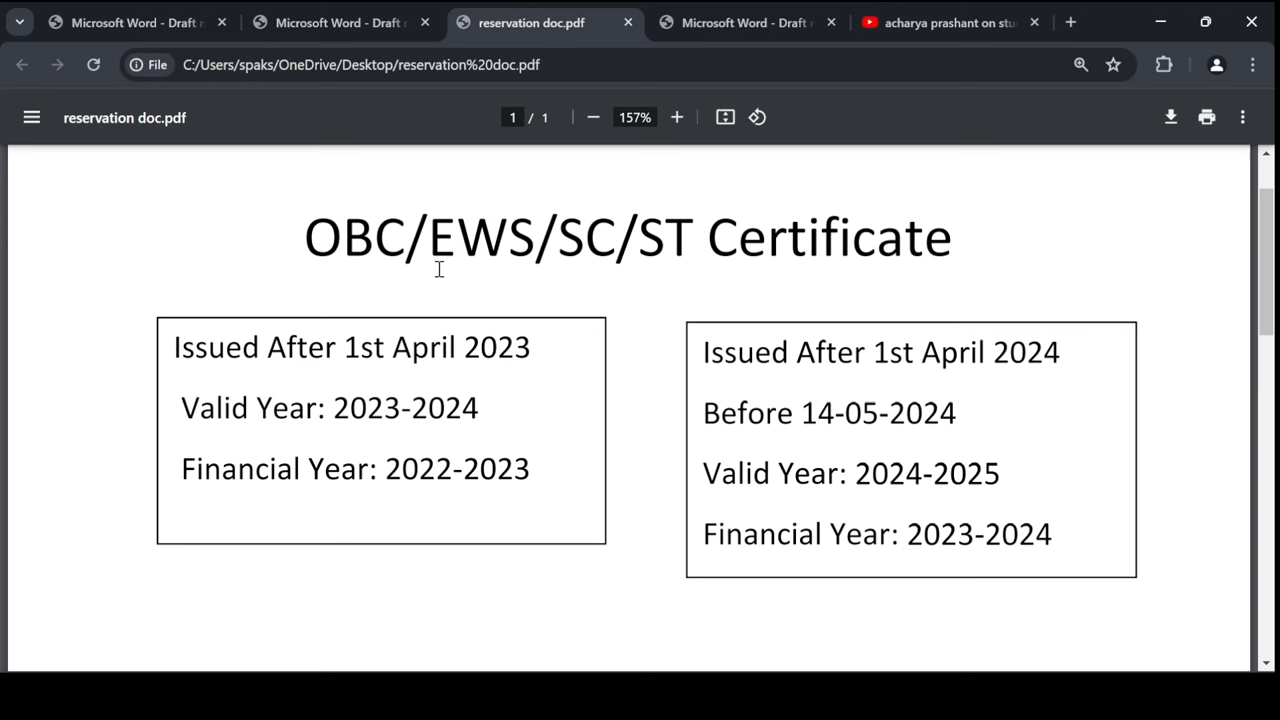 Microsoft Word - Draft
Microsoft Word - Draft
reservation doc.pdf
Microsoft Word - Draft
acharya prashant on stu
File
C:/Users/spaks/OneDrive/Desktop/reservation%20doc.pdf
reservation doc.pdf
1 / 1
157%
OBC/EWS/SC/ST Certificate
Issued After 1st April 2023
Valid Year: 2023-2024
Financial Year: 2022-2023
Issued After 1st April 2024
Before 14-05-2024
Valid Year: 2024-2025
Financial Year: 2023-2024